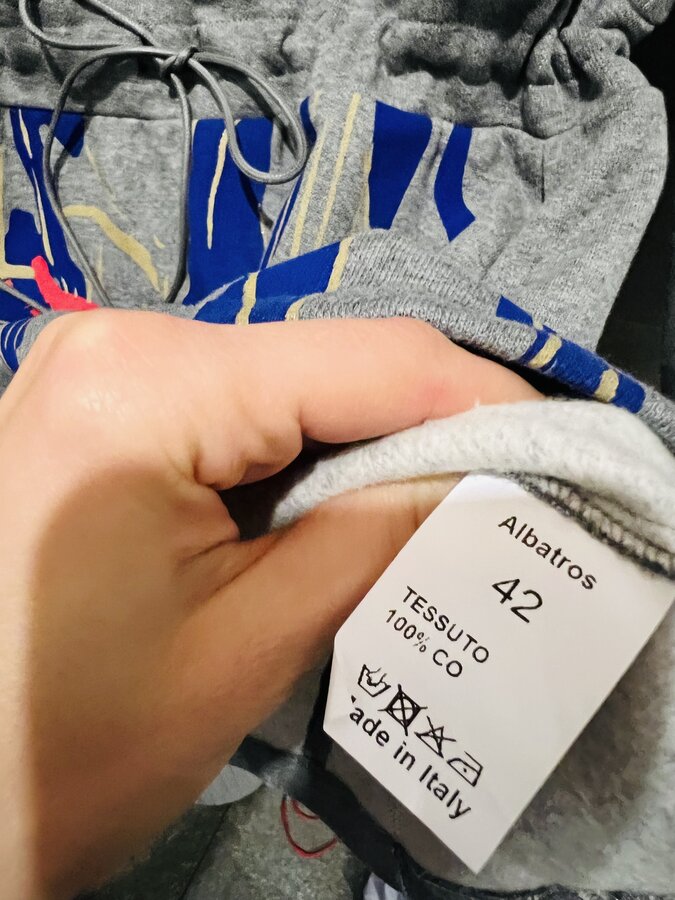 Albatros
42
TESSUTO
100% CO
ade in Italy